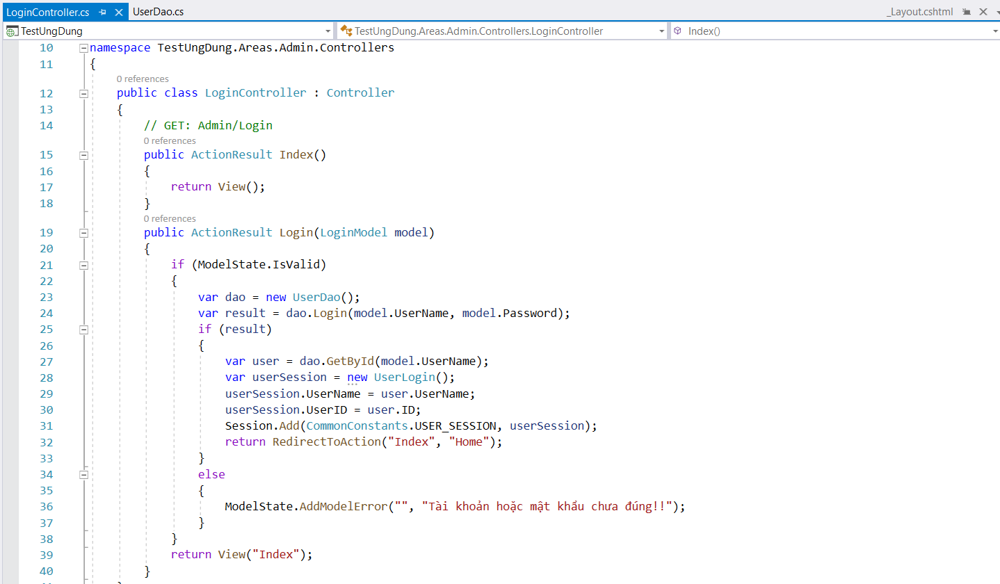 LoginController.cs UserDao.cs _Layout.cshtml
TestUngDung TestUngDung.Areas.Admin.Controllers.LoginController Index()
10 namespace TestUngDung.Areas.Admin.Controllers
11 {
0 references
12 public class LoginController : Controller
13 {
14 // GET: Admin/Login
0 references
15 public ActionResult Index()
16 {
17 return View();
18 }
0 references
19 public ActionResult Login(LoginModel model)
20 {
21 if (ModelState.IsValid)
22 {
23 var dao = new UserDao();
24 var result = dao.Login(model.UserName, model.Password);
25 if (result)
26 {
27 var user = dao.GetById(model.UserName);
28 var userSession = new UserLogin();
29 userSession.UserName = user.UserName;
30 userSession.UserID = user.ID;
31 Session.Add(CommonConstants.USER_SESSION, userSession);
32 return RedirectToAction("Index", "Home");
33 }
34 else
35 {
36 ModelState.AddModelError("", "Tài khoản hoặc mật khẩu chưa đúng!!");
37 }
38 }
39 return View("Index");
40 }